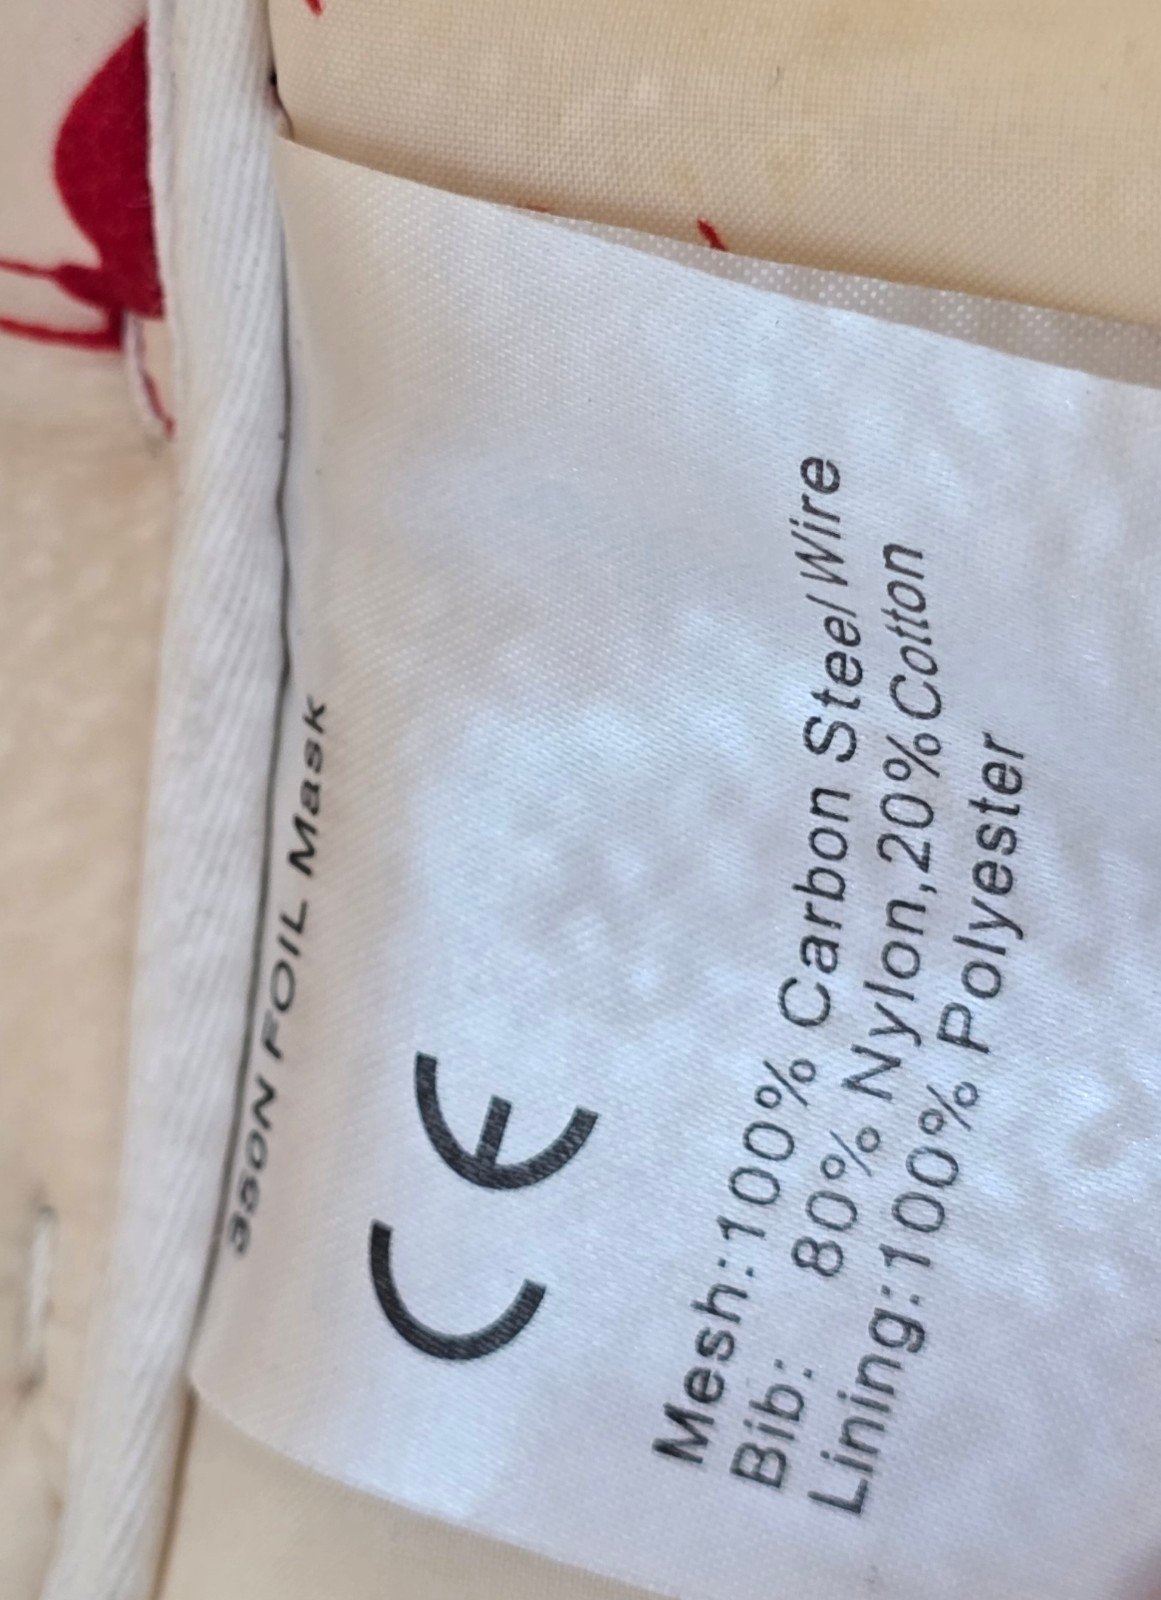 350N FOIL Mask
CE
Mesh:100% Carbon Steel Wire
Bib: 80% Nylon,20%Cotton
Lining:100% Polyester